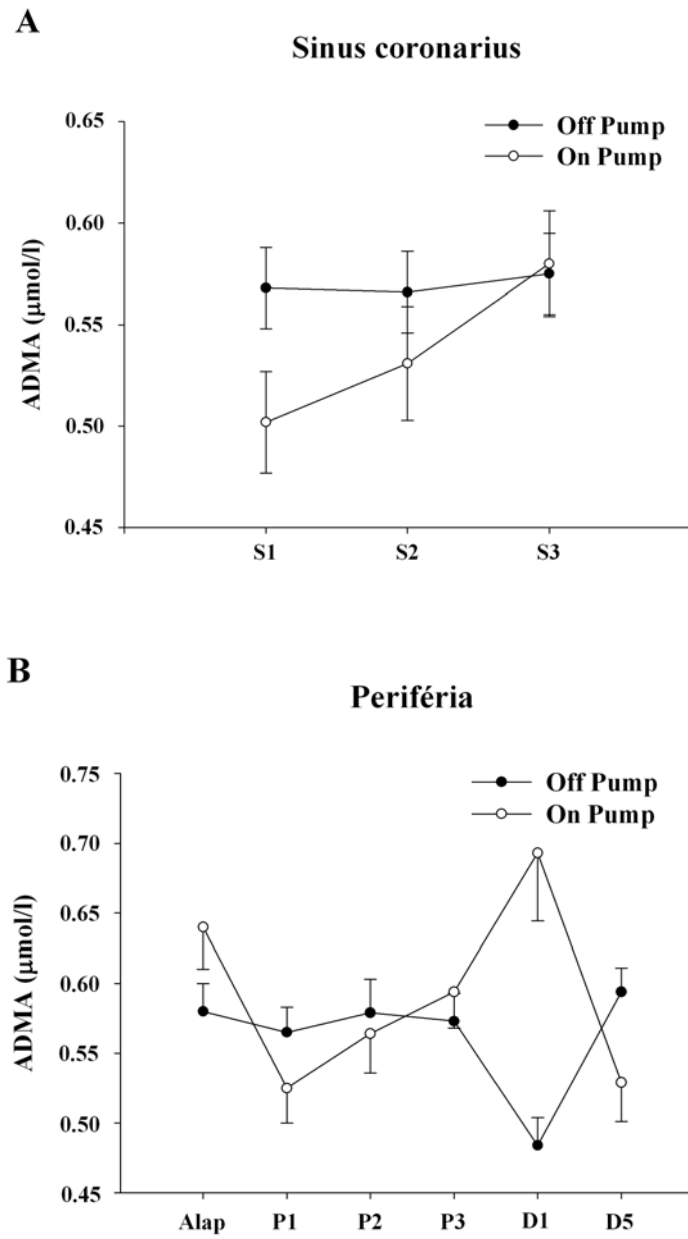 A
Sinus coronarius
Off Pump
On Pump
ADMA (μmol/l)
0.65
0.60
0.55
0.50
0.45
S1 S2 S3
B
Periféria
Off Pump
On Pump
ADMA (μmol/l)
0.75
0.70
0.65
0.60
0.55
0.50
0.45
Alap P1 P2 P3 D1 D5